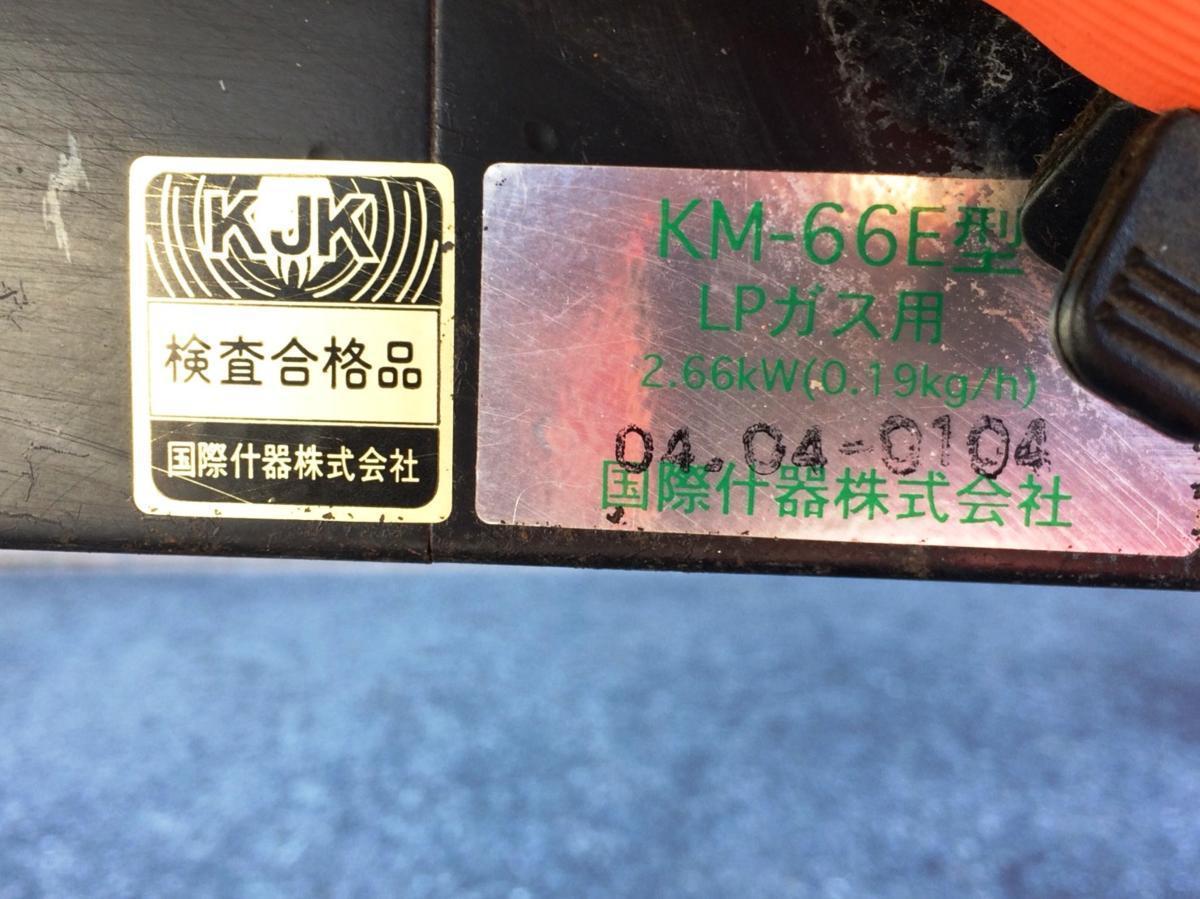 KJK
検査合格品
国際什器株式会社
KM-66E型
LPガス用
2.66kW(0.19kg/h)
04.04-0104
国際什器株式会社